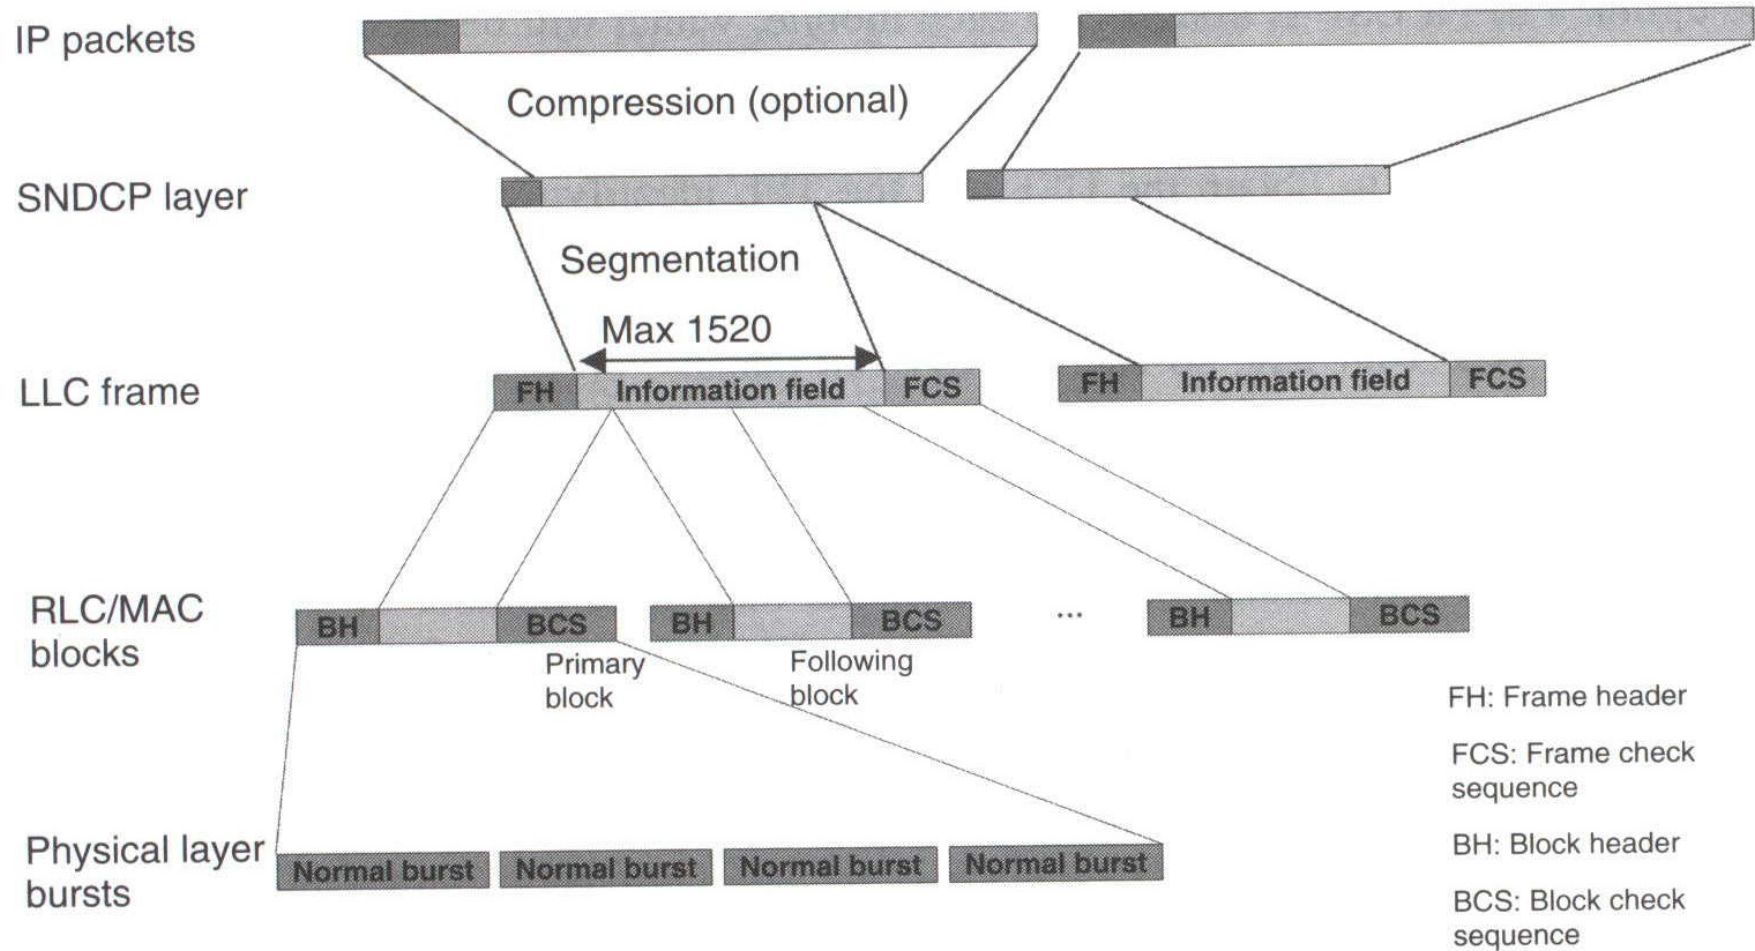 IP packets
Compression (optional)
SNDCP layer
Segmentation
Max 1520
LLC frame
FH Information field FCS FH Information field FCS
RLC/MAC
blocks
BH BCS BH BCS ... BH BCS
Primary
block
Following
block
FH: Frame header
FCS: Frame check
sequence
BH: Block header
BCS: Block check
sequence
Physical layer
bursts
Normal burst Normal burst Normal burst Normal burst